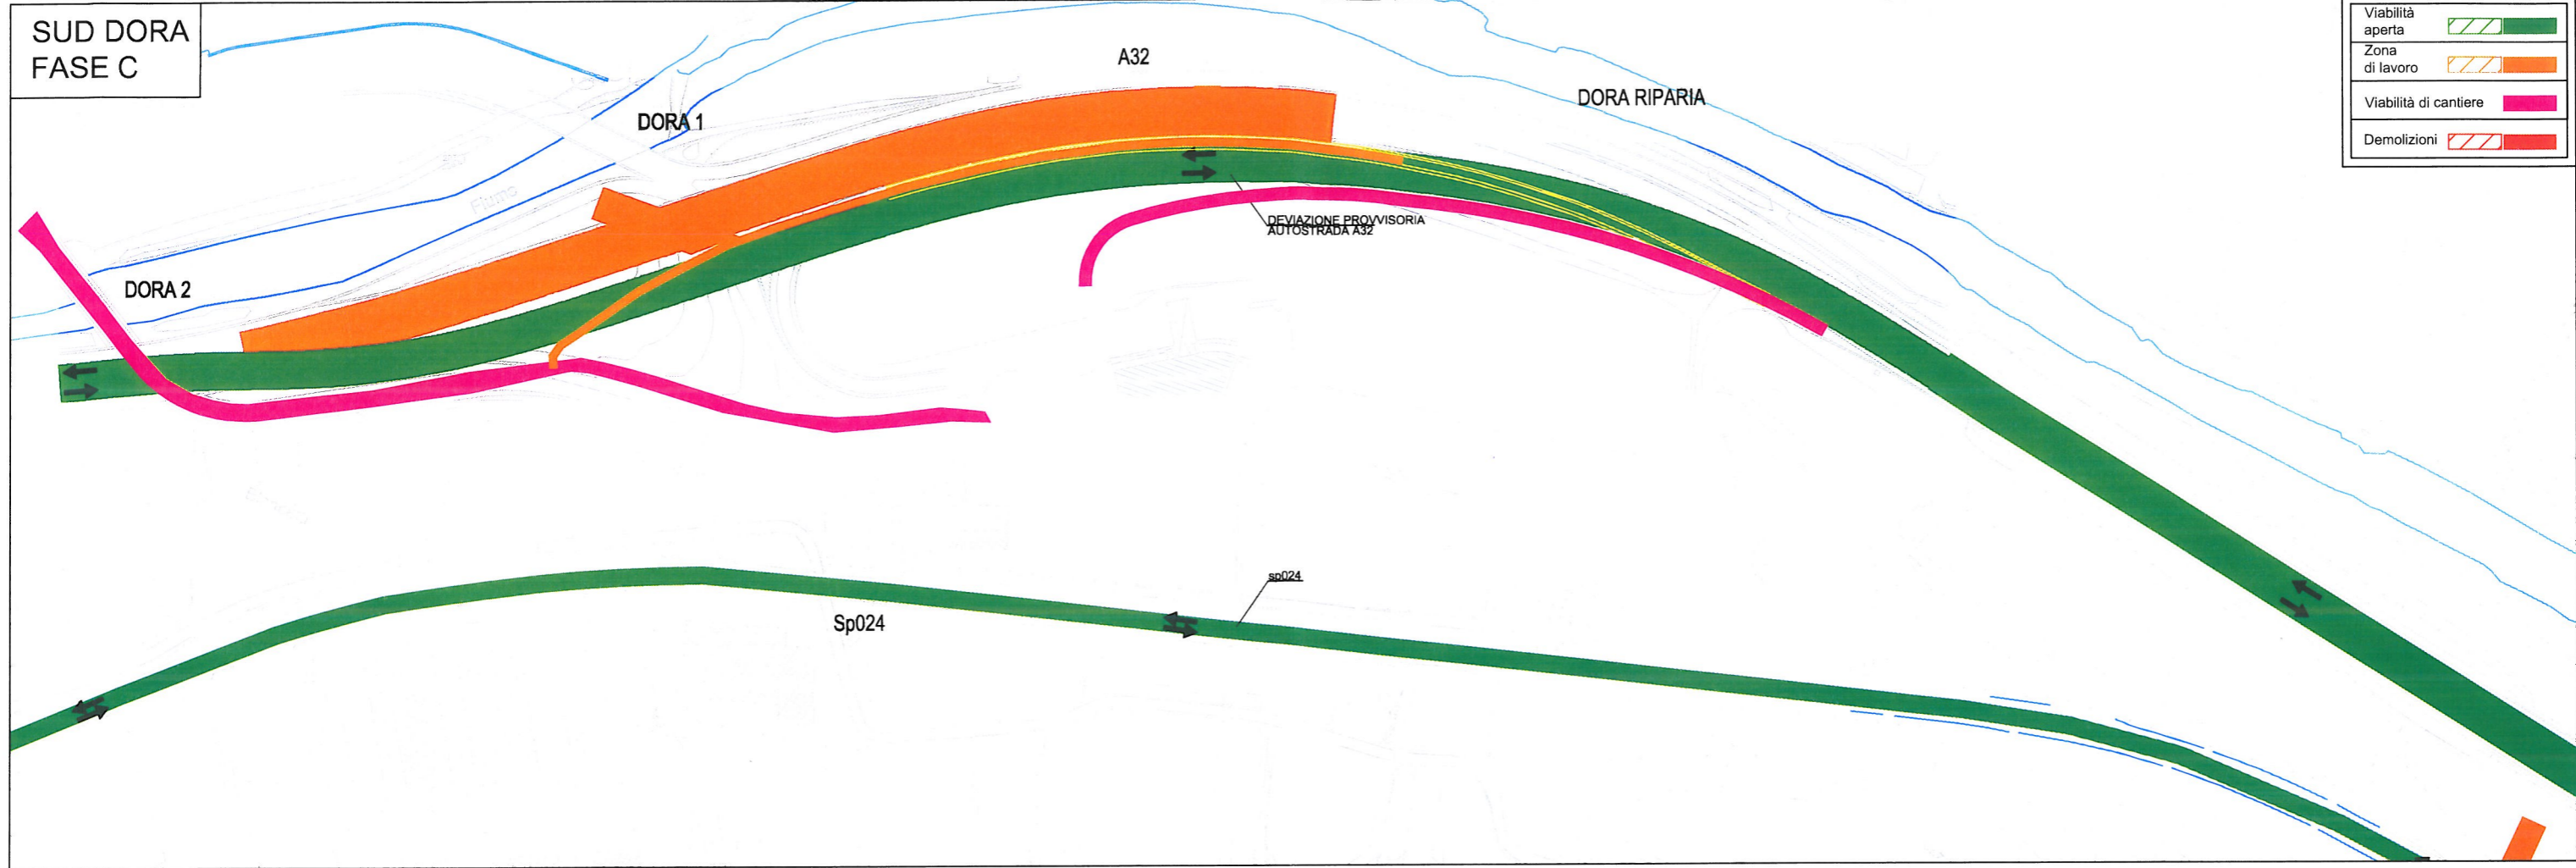 SUD DORA
FASE C
Viabilità
aperta
Zona
di lavoro
Viabilità di cantiere
Demolizioni
A32
DORA RIPARIA
DORA 1
DEVIAZIONE PROVVISORIA
AUTOSTRADA A32
DORA 2
sp024
Sp024